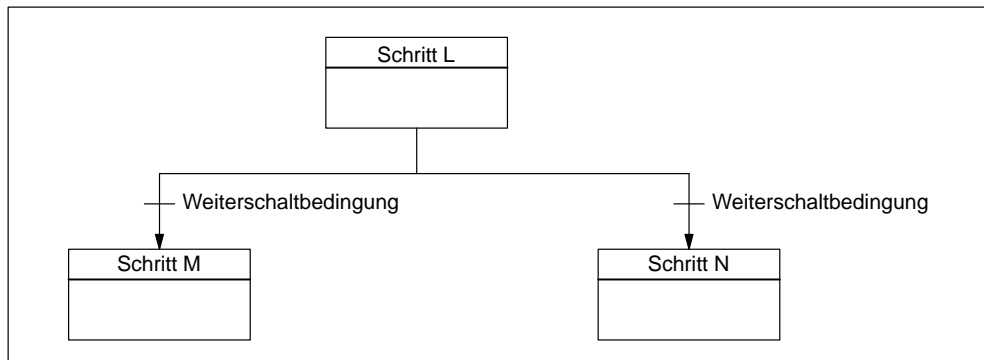 Schritt L
Weiterschaltbedingung
Weiterschaltbedingung
Schritt M
Schritt N